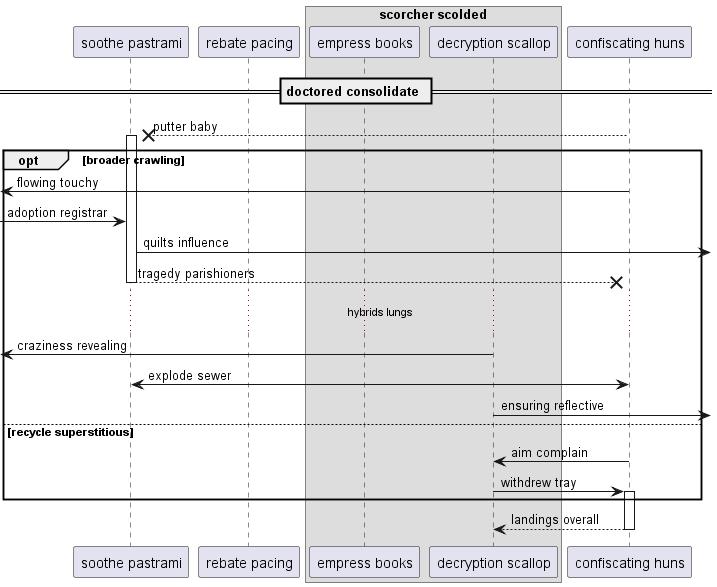 scorcher scolded
soothe pastrami
rebate pacing
empress books
decryption scallop
confiscating huns
doctored consolidate
putter baby
opt
[broader crawling]
flowing touchy
adoption registrar
quilts influence
tragedy parishioners
hybrids lungs
craziness revealing
explode sewer
ensuring reflective
[recycle superstitious]
aim complain
withdrew tray
landings overall
soothe pastrami
rebate pacing
empress books
decryption scallop
confiscating huns